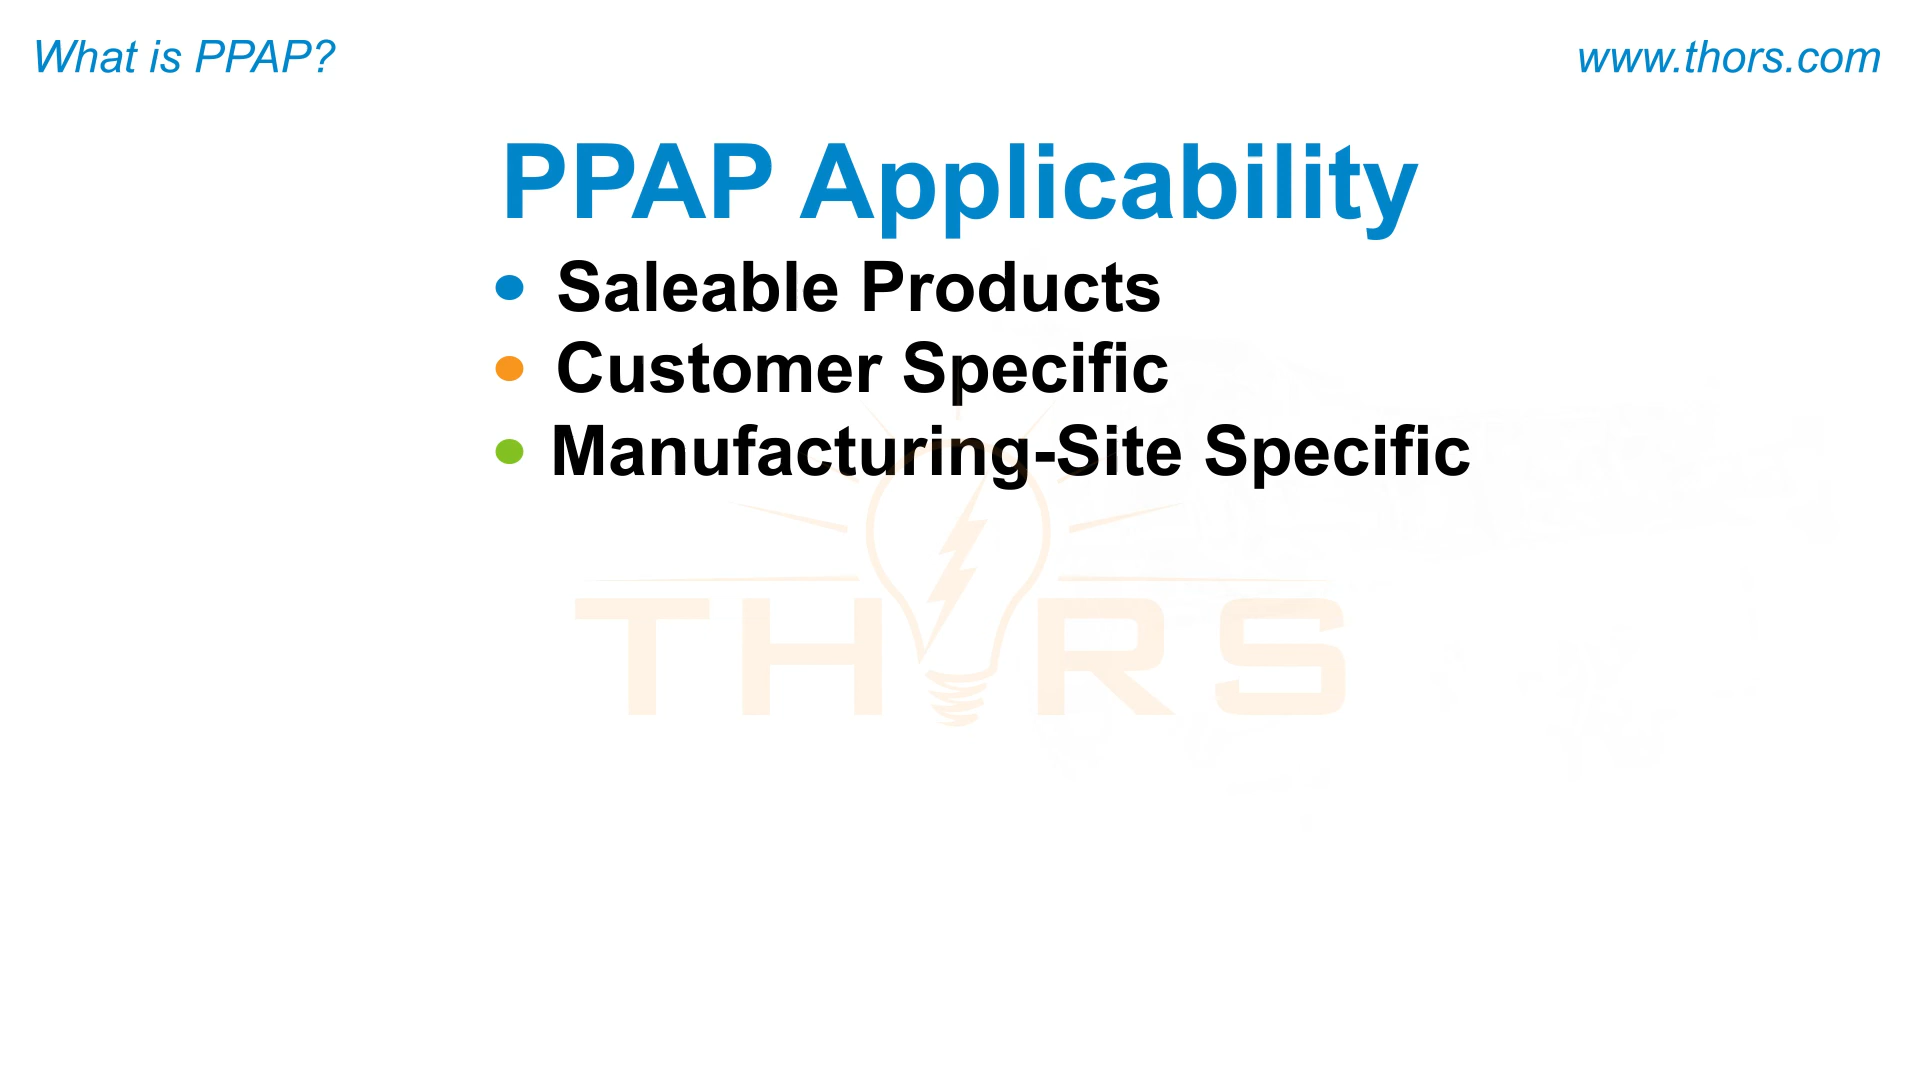 What is PPAP?
www.thors.com
PPAP Applicability
Saleable Products
Customer Specific
Manufacturing-Site Specific
THORS